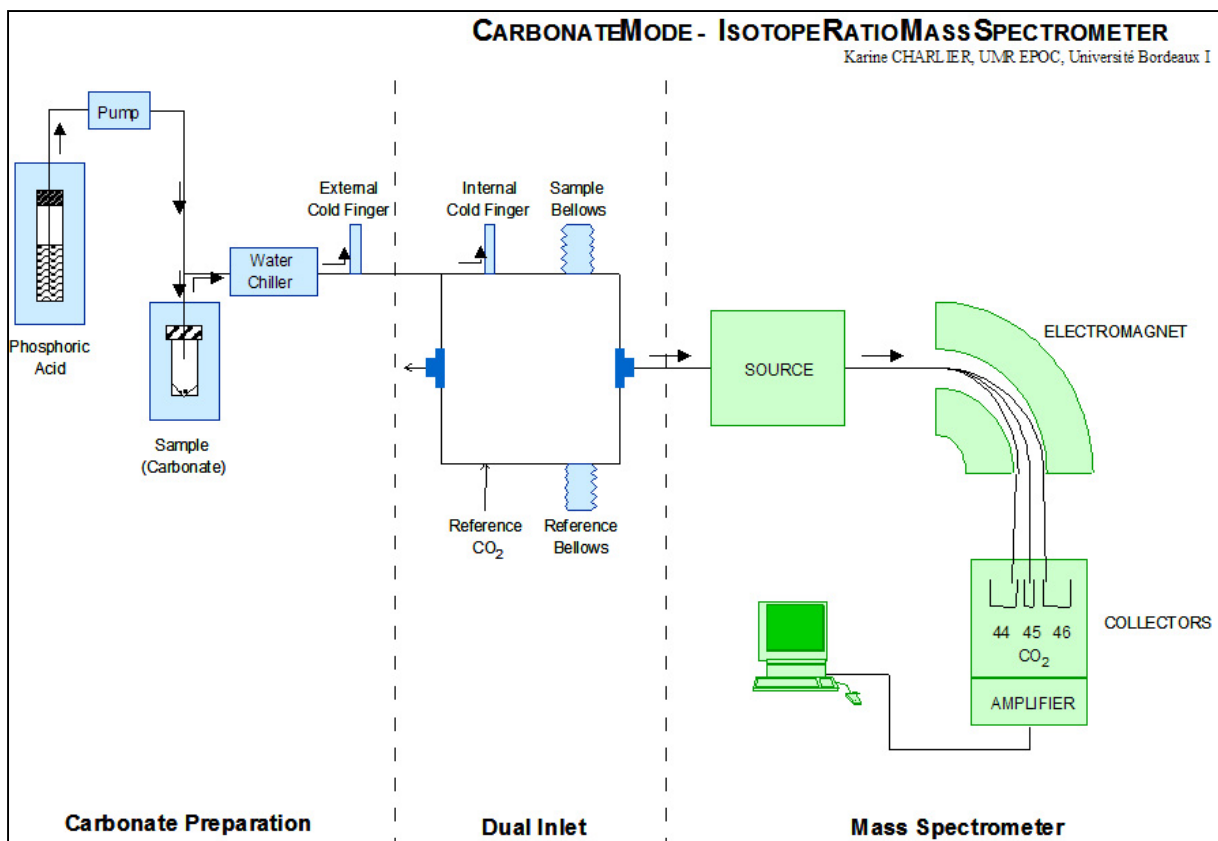 CARBONATEMODE - ISOTOPERATIOMASSSPECTROMETER
Karine CHARLIER, UMR EPOC, Université Bordeaux I
Pump
Phosphoric
Acid
Sample
(Carbonate)
Water
Chiller
External
Cold Finger
Internal
Cold Finger
Sample
Bellows
Reference
CO2
Reference
Bellows
SOURCE
ELECTROMAGNET
44 45 46
CO2
COLLECTORS
AMPLIFIER
Carbonate Preparation
Dual Inlet
Mass Spectrometer